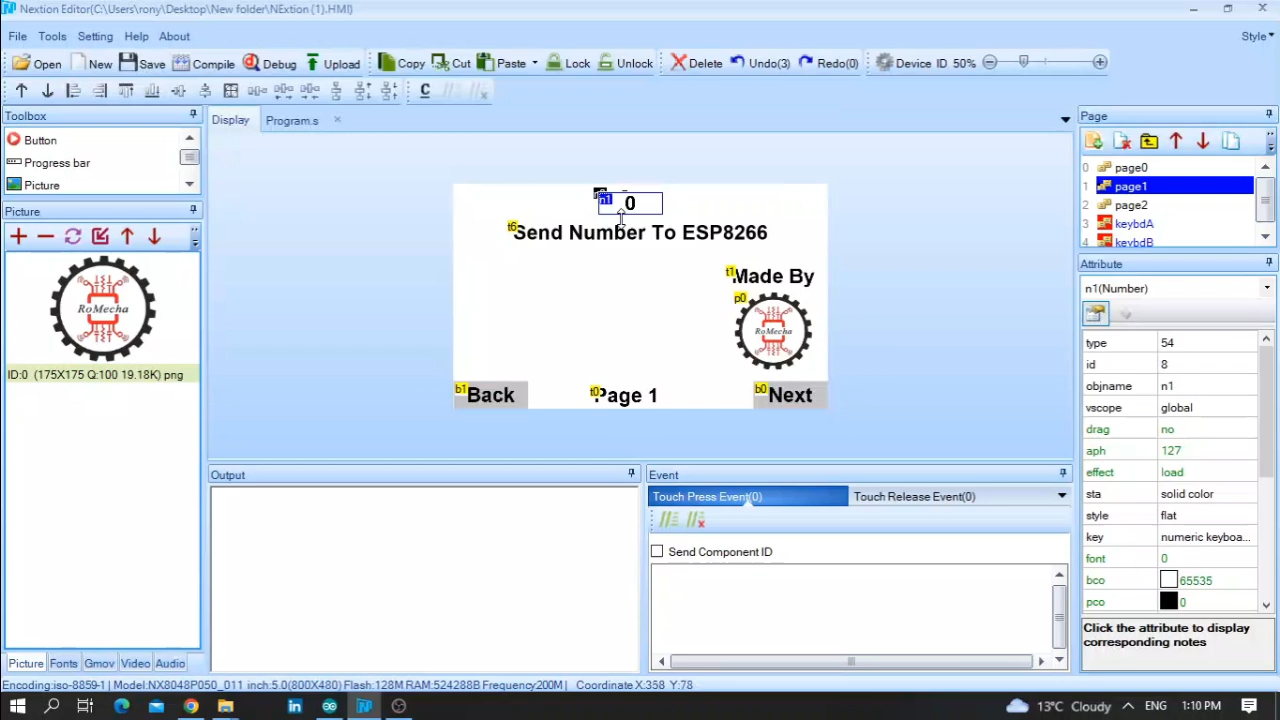 Nextion Editor(C:\Users\rony\Desktop\New folder\NExtion (1).HMI)
File Tools Setting Help About Style
Open New Save Compile Debug Upload Copy Cut Paste Lock Unlock Delete Undo(3) Redo(0) Device ID 50%
Toolbox
Button
Progress bar
Picture
Display Program.s
Picture
RoMecha
ID:0 (175X175 Q:100 19.18K) png
Picture Fonts Gmov Video Audio
n1 0
t6 Send Number To ESP8266
t1 Made By
p0
RoMecha
b1 Back t0 Page 1 b0 Next
Output
Event
Touch Press Event(0) Touch Release Event(0)
Send Component ID
Page
0 page0
1 page1
2 page2
3 keybdA
4 keybdB
Attribute
n1(Number)
type 54
id 8
objname n1
vscope global
drag no
aph 127
effect load
sta solid color
style flat
key numeric keyboa...
font 0
bco 65535
pco 0
Click the attribute to display
corresponding notes
Encoding:iso-8859-1| Model:NX8048P050_011 inch:5.0(800X480) Flash:128M RAM:524288B Frequency200M| Coordinate X:358 Y:78
13°C Cloudy ENG 1:10 PM